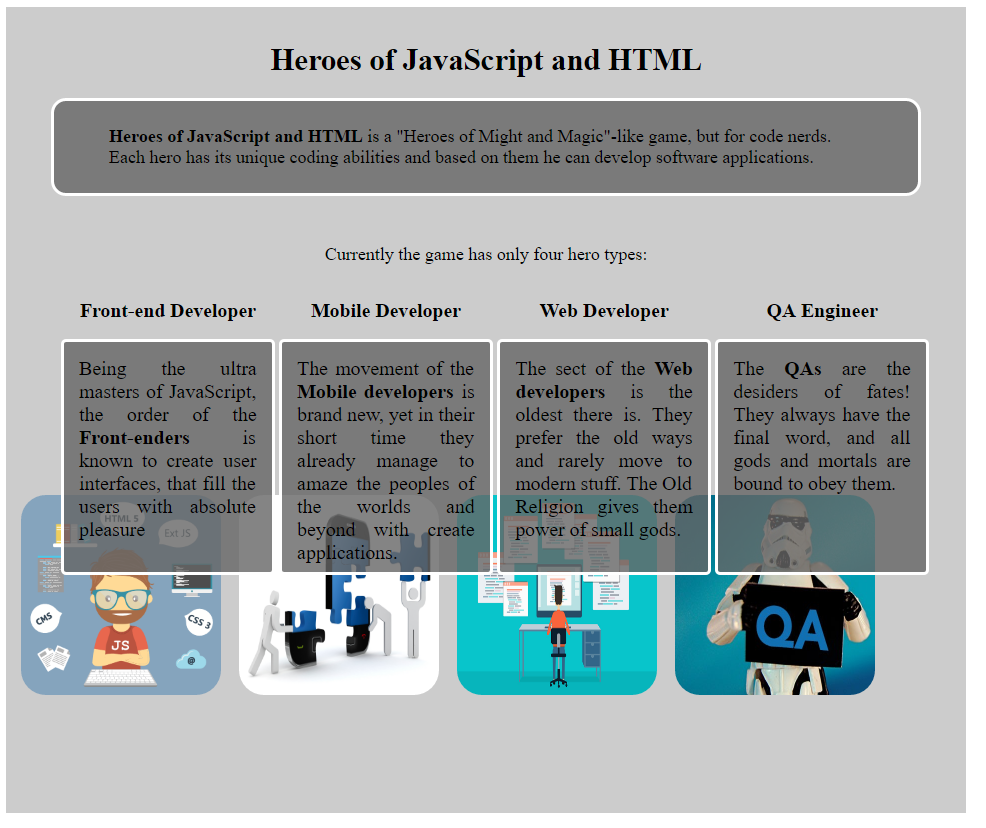 Heroes of JavaScript and HTML
Heroes of JavaScript and HTML is a "Heroes of Might and Magic"-like game, but for code nerds.
Each hero has its unique coding abilities and based on them he can develop software applications.
Currently the game has only four hero types:
Front-end Developer
Being the ultra
masters of JavaScript,
the order of the
Front-enders is
known to create user
interfaces, that fill the
users with absolute
pleasure
Mobile Developer
The movement of the
Mobile developers is
brand new, yet in their
short time they
already manage to
amaze the peoples of
the worlds and
beyond with create
applications.
Web Developer
The sect of the Web
developers is the
oldest there is. They
prefer the old ways
and rarely move to
modern stuff. The Old
Religion gives them
power of small gods.
QA Engineer
The QAs are the
desiders of fates!
They always have the
final word, and all
gods and mortals are
bound to obey them.
HTML 5
Ext JS
CMS
CSS 3
JS
@
QA